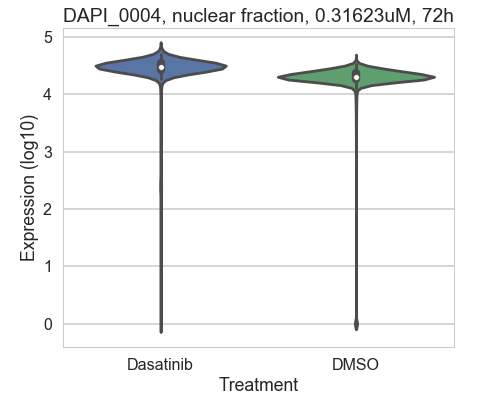 DAPI_0004, nuclear fraction, 0.31623uM, 72h
5
4
3
2
1
0
Expression (log10)
Dasatinib
DMSO
Treatment